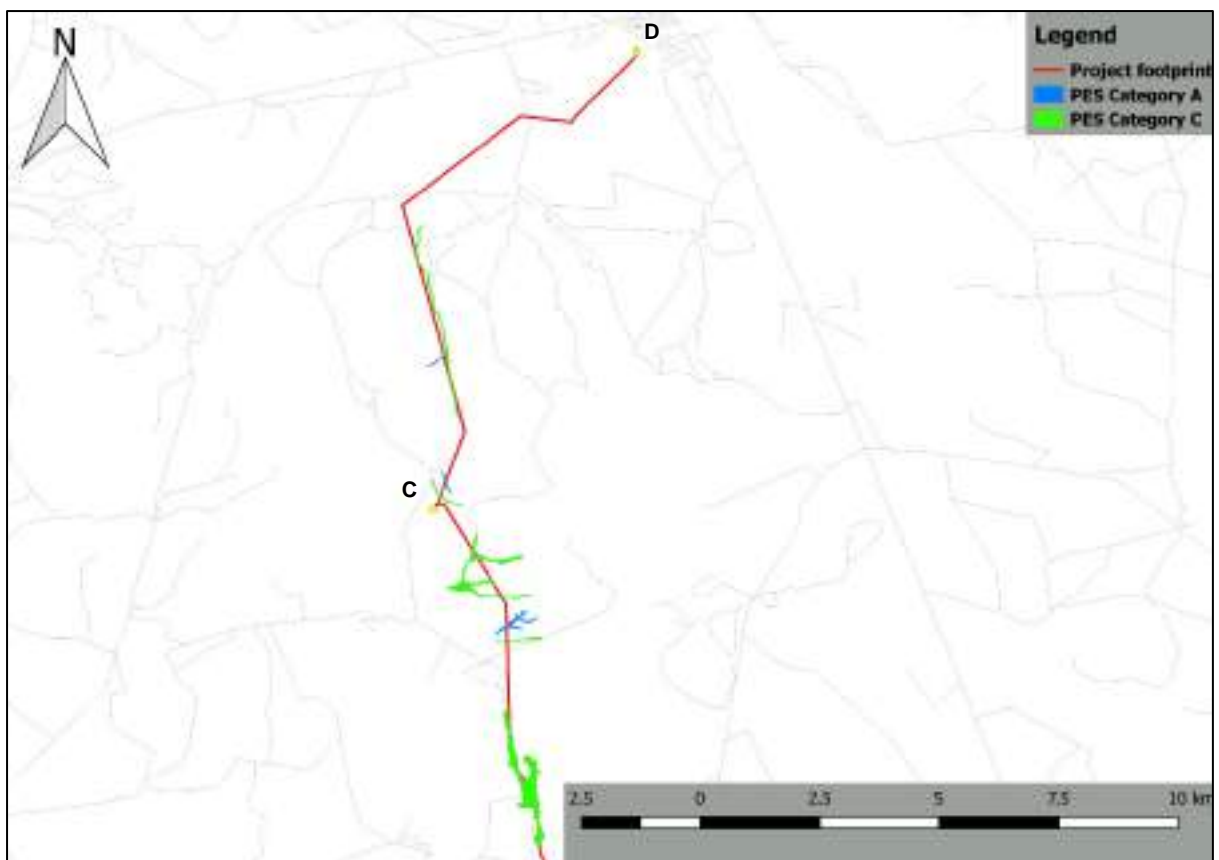 D
N
Legend
Project footprint
PES Category A
PES Category C
C
2.5 0 2.5 5 7.5 10 km